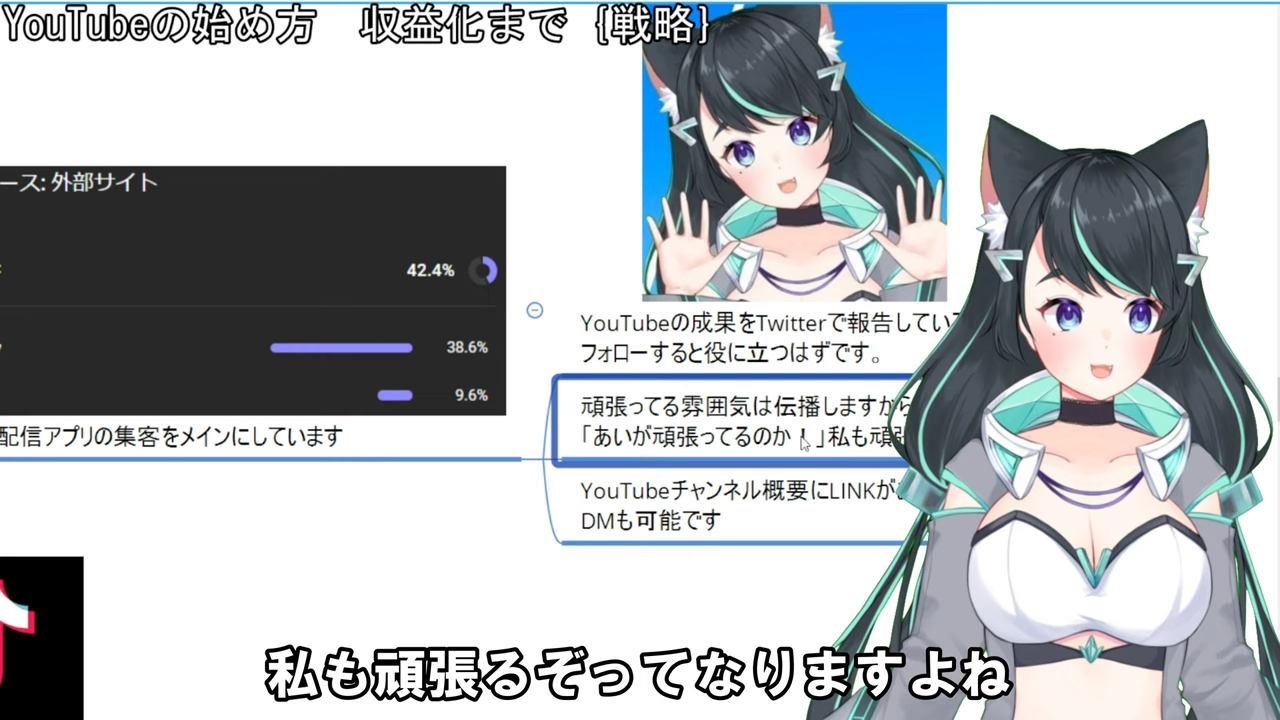 YouTubeの始め方　収益化まで {戦略}
ース: 外部サイト
42.4%
38.6%
9.6%
配信アプリの集客をメインにしています
YouTubeの成果をTwitterで報告してい
フォローすると役に立つはずです。
頑張ってる雰囲気は伝播しますから
「あいが頑張ってるのか！」私も頑張
YouTubeチャンネル概要にLINKが
DMも可能です
私も頑張るぞってなりますよね